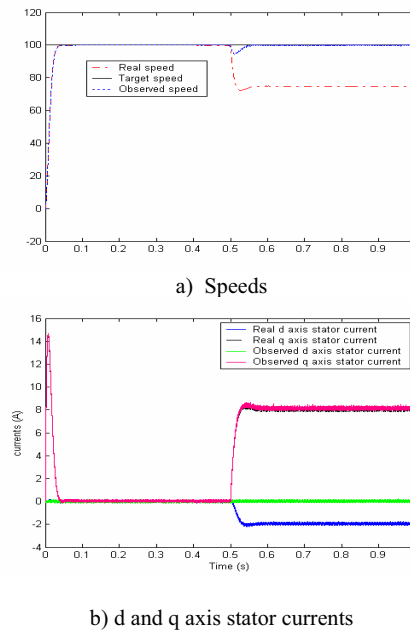 120
100
80
60
40
20
0
-20
Real speed
Target speed
Observed speed
0 0.1 0.2 0.3 0.4 0.5 0.6 0.7 0.8 0.9
a) Speeds
16
14
12
10
8
6
4
2
0
-2
-4
currents (A)
Real d axis stator current
Real q axis stator current
Observed d axis stator current
Observed q axis stator current
0 0.1 0.2 0.3 0.4 0.5 0.6 0.7 0.8 0.9
Time (s)
b) d and q axis stator currents